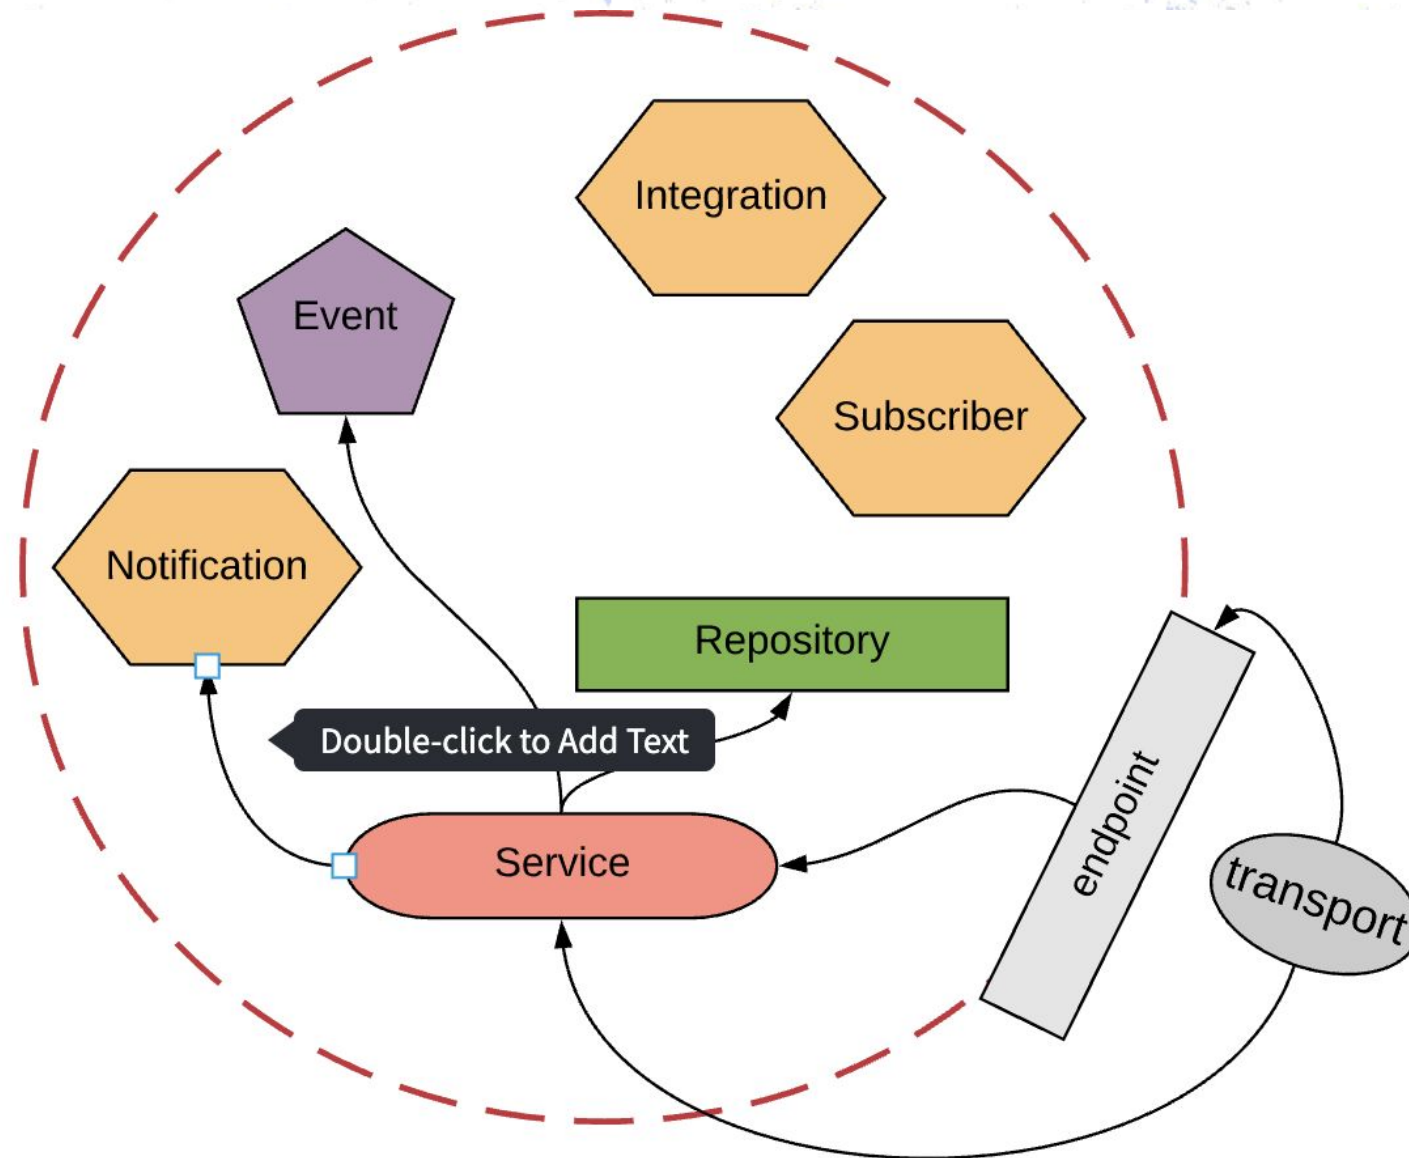 Integration
Event
Subscriber
Notification
Repository
Double-click to Add Text
endpoint
Service
transport